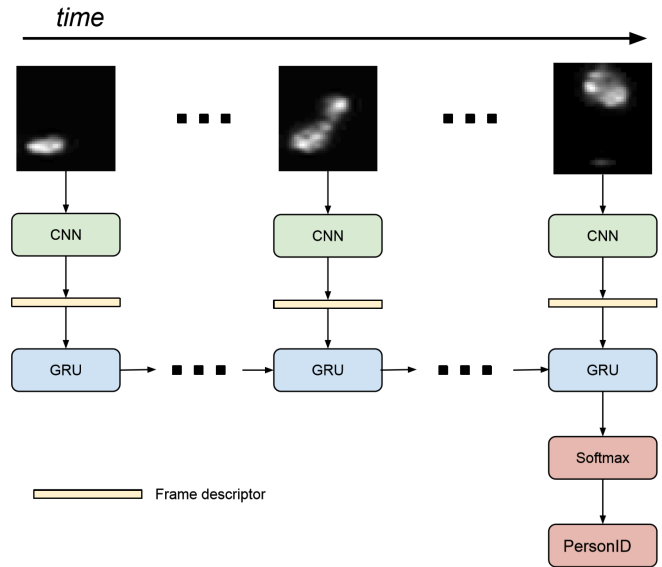 time
CNN
CNN
CNN
GRU
GRU
GRU
Softmax
Frame descriptor
PersonID